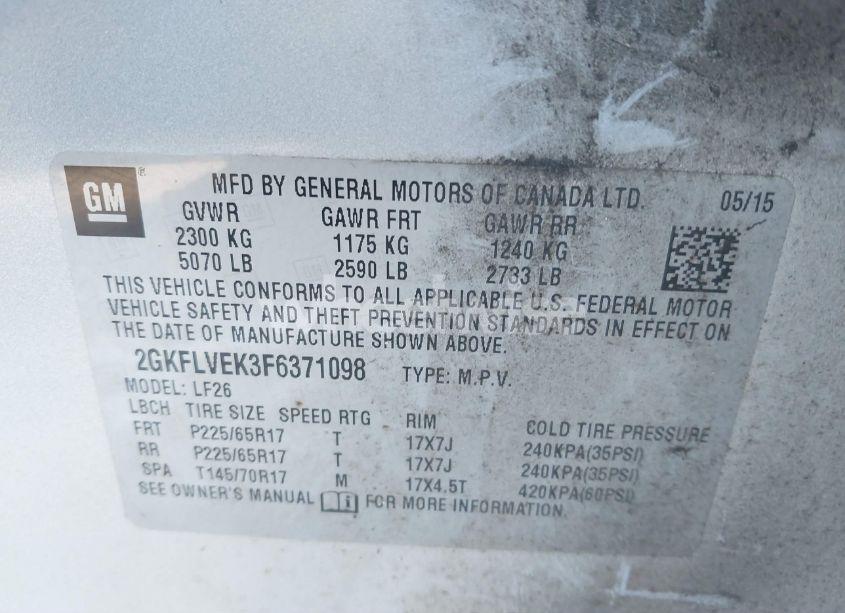 GM ®
MFD BY GENERAL MOTORS OF CANADA LTD. 05/15
GVWR GAWR FRT GAWR RR
2300 KG 1175 KG 1240 KG
5070 LB 2590 LB 2733 LB
THIS VEHICLE CONFORMS TO ALL APPLICABLE U.S. FEDERAL MOTOR
VEHICLE SAFETY AND THEFT PREVENTION STANDARDS IN EFFECT ON
THE DATE OF MANUFACTURE SHOWN ABOVE.
2GKFLVEK3F6371098 TYPE: M.P.V.
MODEL: LF26
LBCH TIRE SIZE SPEED RTG RIM COLD TIRE PRESSURE
FRT P225/65R17 T 17X7J 240KPA(35PSI)
RR P225/65R17 T 17X7J 240KPA(35PSI)
SPA T145/70R17 M 17X4.5T 420KPA(60PSI)
SEE OWNER'S MANUAL FOR MORE INFORMATION.